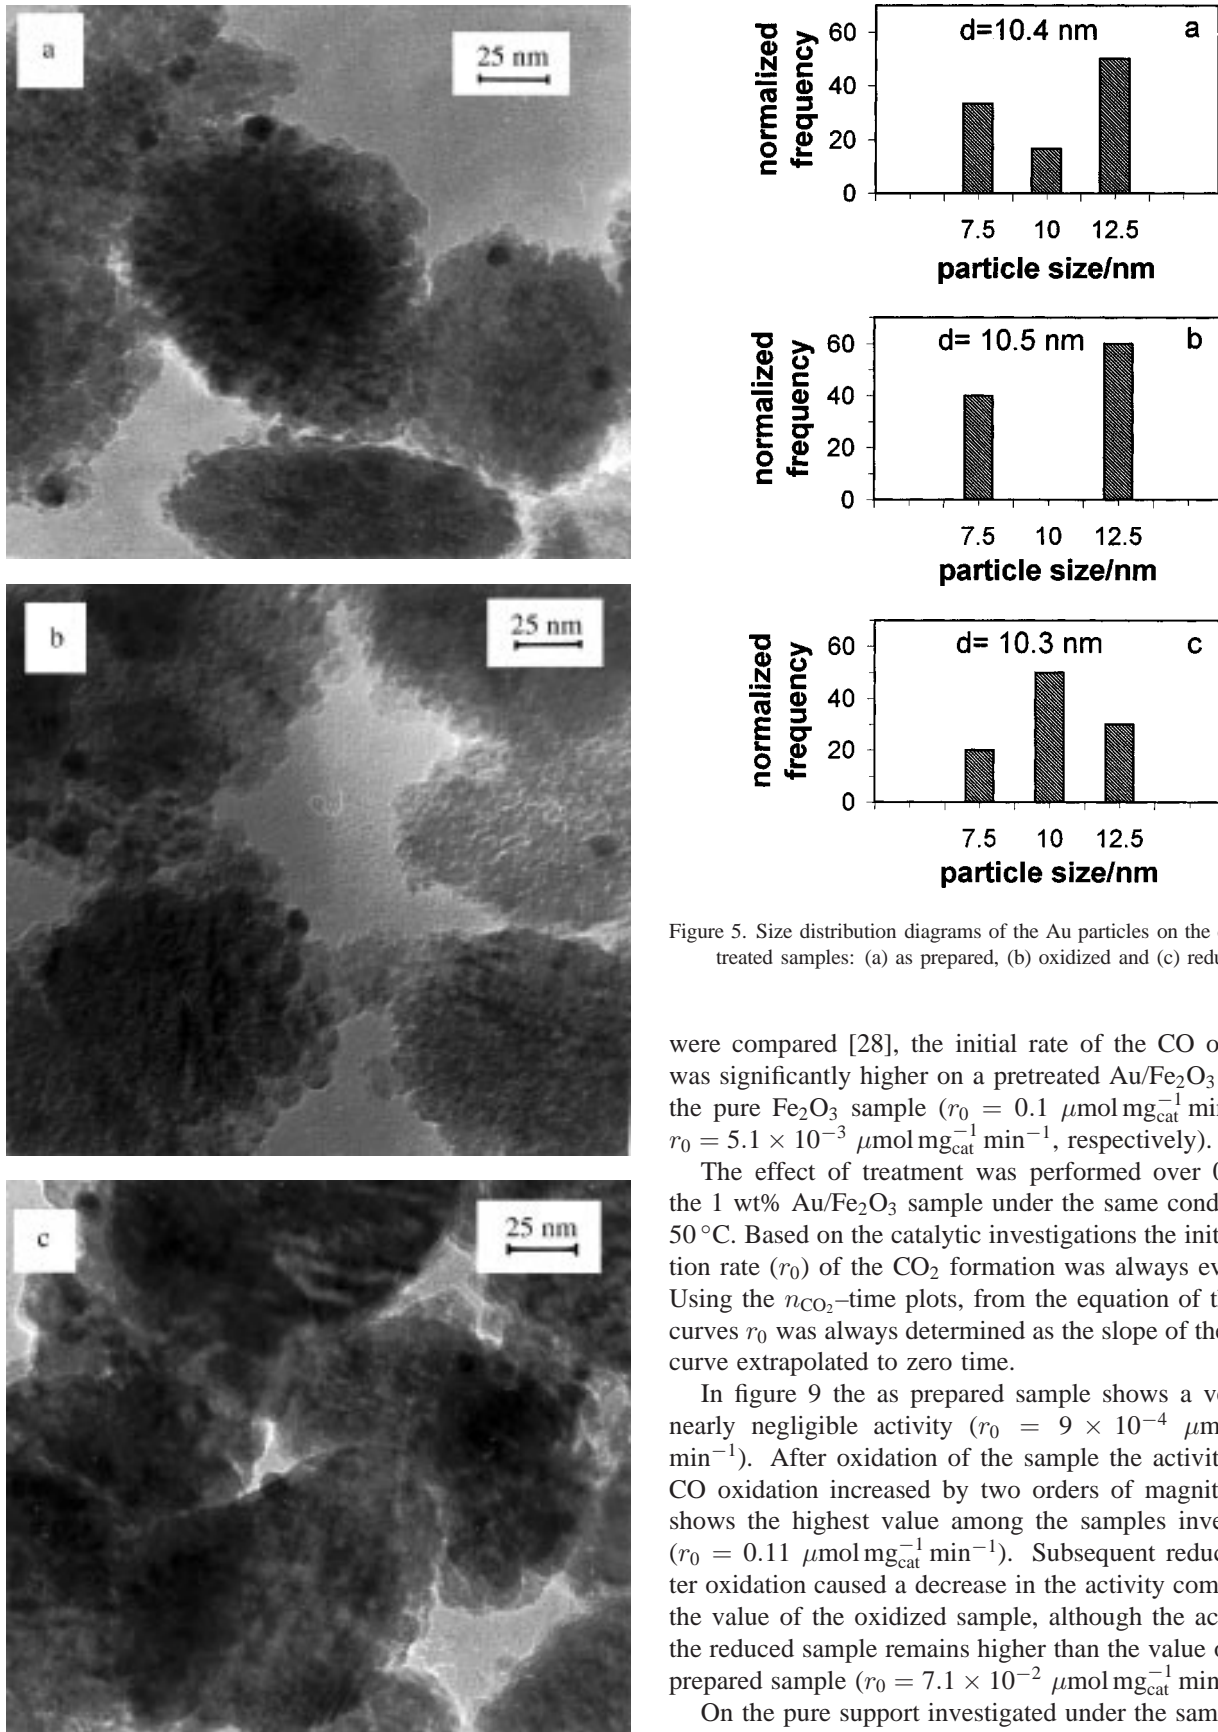 a
25 nm
b
25 nm
c
25 nm
normalized
frequency
60
40
20
0
d=10.4 nm
a
7.5 10 12.5
particle size/nm
normalized
frequency
60
40
20
0
d= 10.5 nm
b
7.5 10 12.5
particle size/nm
normalized
frequency
60
40
20
0
d= 10.3 nm
c
7.5 10 12.5
particle size/nm
Figure 5. Size distribution diagrams of the Au particles on the
treated samples: (a) as prepared, (b) oxidized and (c) redu
were compared [28], the initial rate of the CO o
was significantly higher on a pretreated Au/Fe₂O₃
the pure Fe₂O₃ sample (r₀ = 0.1 μmol mg⁻¹cat min
r₀ = 5.1 × 10⁻³ μmol mg⁻¹cat min⁻¹, respectively).
The effect of treatment was performed over 0
the 1 wt% Au/Fe₂O₃ sample under the same cond
50 °C. Based on the catalytic investigations the init
tion rate (r₀) of the CO₂ formation was always ev
Using the nCO₂–time plots, from the equation of t
curves r₀ was always determined as the slope of the
curve extrapolated to zero time.
In figure 9 the as prepared sample shows a v
nearly negligible activity (r₀ = 9 × 10⁻⁴ μm
min⁻¹). After oxidation of the sample the activit
CO oxidation increased by two orders of magnit
shows the highest value among the samples inve
(r₀ = 0.11 μmol mg⁻¹cat min⁻¹). Subsequent reduc
ter oxidation caused a decrease in the activity com
the value of the oxidized sample, although the ac
the reduced sample remains higher than the value
prepared sample (r₀ = 7.1 × 10⁻² μmol mg⁻¹cat min
On the pure support investigated under the sam